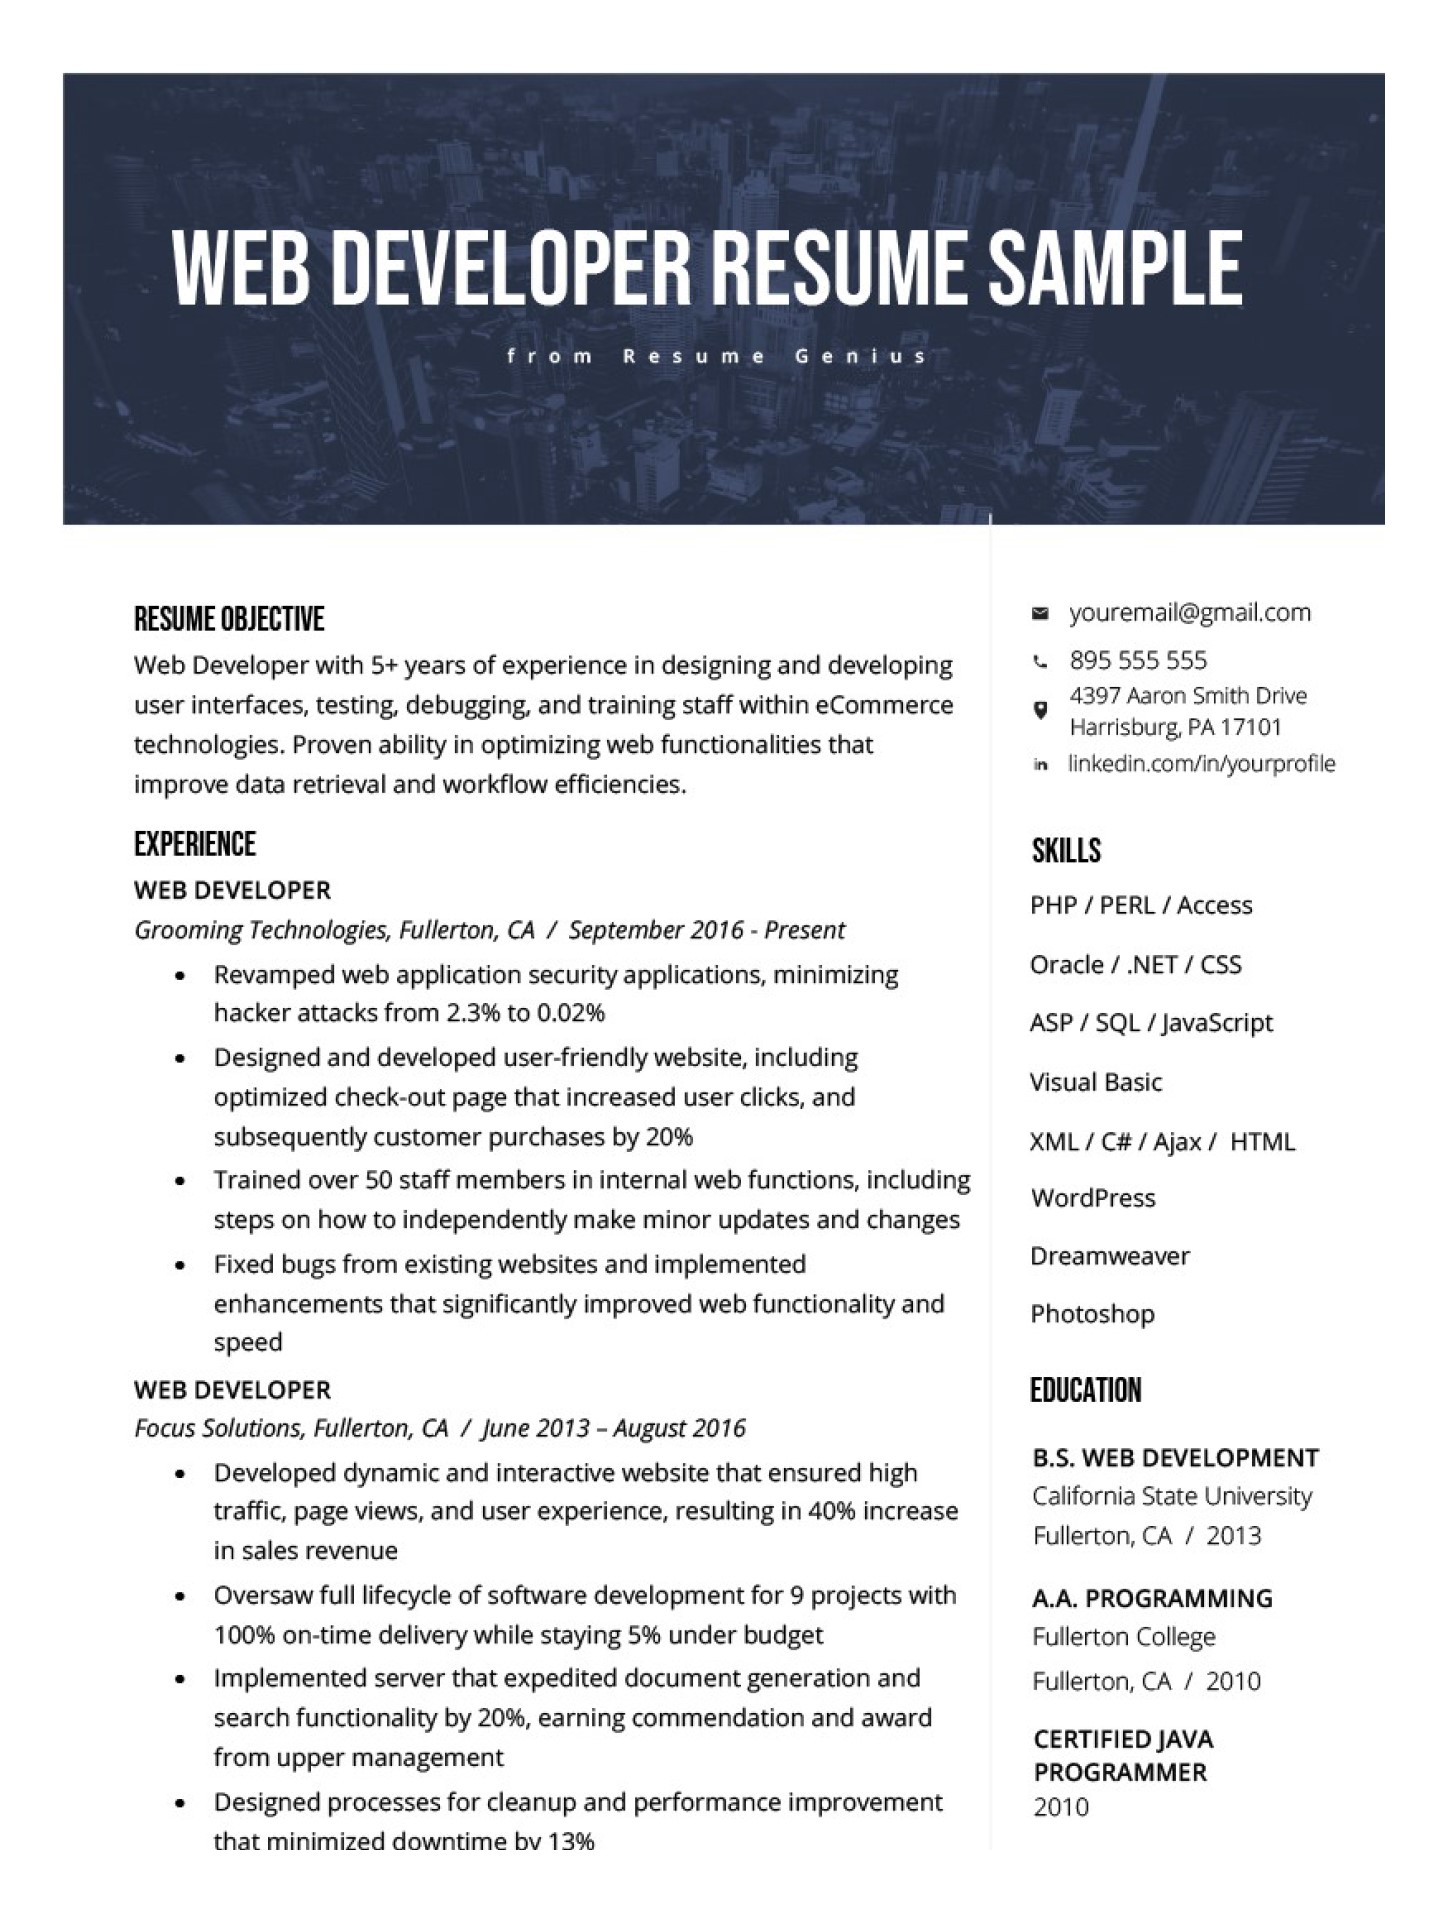 WEB DEVELOPER RESUME SAMPLE
from Resume Genius
RESUME OBJECTIVE
Web Developer with 5+ years of experience in designing and developing
user interfaces, testing, debugging, and training staff within eCommerce
technologies. Proven ability in optimizing web functionalities that
improve data retrieval and workflow efficiencies.
EXPERIENCE
WEB DEVELOPER
Grooming Technologies, Fullerton, CA / September 2016 - Present
• Revamped web application security applications, minimizing
hacker attacks from 2.3% to 0.02%
• Designed and developed user-friendly website, including
optimized check-out page that increased user clicks, and
subsequently customer purchases by 20%
• Trained over 50 staff members in internal web functions, including
steps on how to independently make minor updates and changes
• Fixed bugs from existing websites and implemented
enhancements that significantly improved web functionality and
speed
WEB DEVELOPER
Focus Solutions, Fullerton, CA / June 2013 – August 2016
• Developed dynamic and interactive website that ensured high
traffic, page views, and user experience, resulting in 40% increase
in sales revenue
• Oversaw full lifecycle of software development for 9 projects with
100% on-time delivery while staying 5% under budget
• Implemented server that expedited document generation and
search functionality by 20%, earning commendation and award
from upper management
• Designed processes for cleanup and performance improvement
that minimized downtime by 13%
youremail@gmail.com
895 555 555
4397 Aaron Smith Drive
Harrisburg, PA 17101
in linkedin.com/in/yourprofile
SKILLS
PHP / PERL / Access
Oracle / .NET / CSS
ASP / SQL / JavaScript
Visual Basic
XML / C# / Ajax / HTML
WordPress
Dreamweaver
Photoshop
EDUCATION
B.S. WEB DEVELOPMENT
California State University
Fullerton, CA / 2013
A.A. PROGRAMMING
Fullerton College
Fullerton, CA / 2010
CERTIFIED JAVA
PROGRAMMER
2010